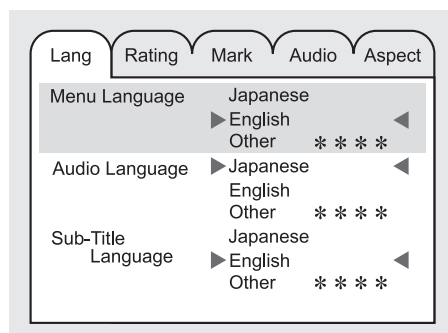 Lang Rating Mark Audio Aspect
Menu Language Japanese
English
Other ＊＊＊＊
Audio Language Japanese
English
Other ＊＊＊＊
Sub-Title Japanese
Language English
Other ＊＊＊＊